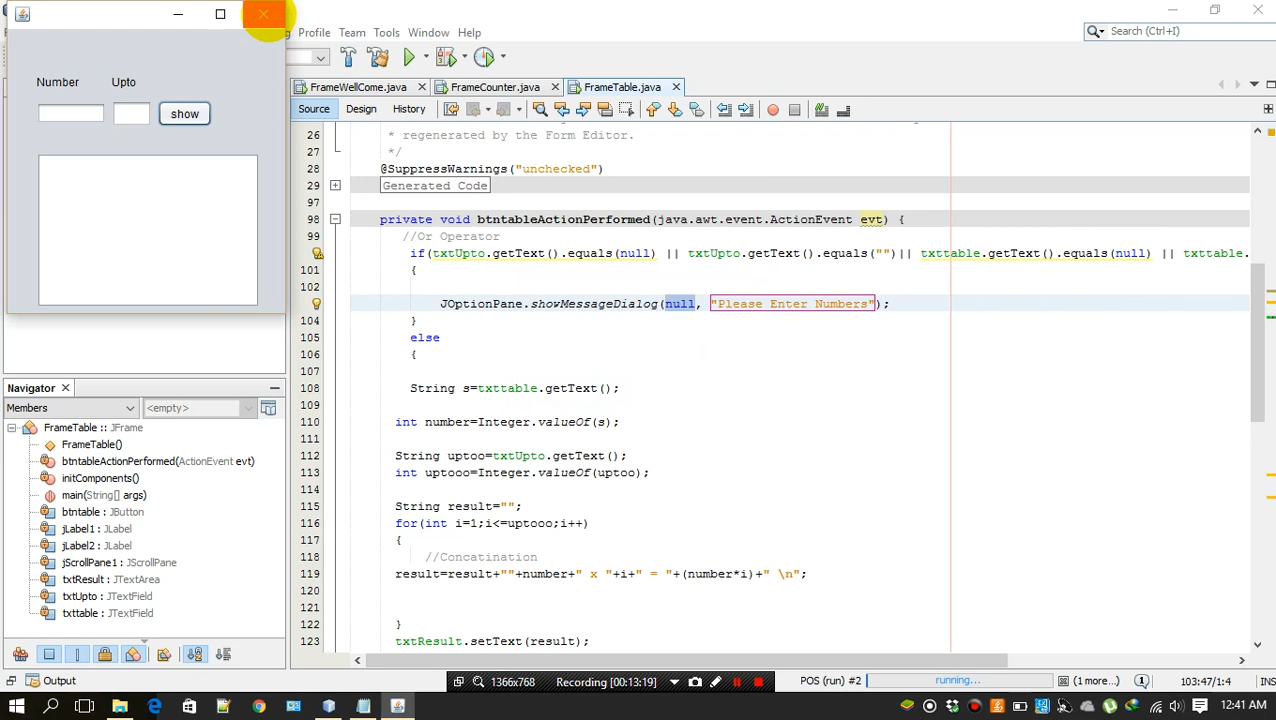 Profile Team Tools Window Help
Search (Ctrl+I)
Number Upto
show
FrameWellCome.java FrameCounter.java FrameTable.java
Source Design History
26 * regenerated by the Form Editor.
27 */
28 @SuppressWarnings("unchecked")
29 Generated Code
97
98 private void btntableActionPerformed(java.awt.event.ActionEvent evt) {
99 //Or Operator
if(txtUpto.getText().equals(null) || txtUpto.getText().equals("")|| txttable.getText().equals(null) || txttable.
101 {
102
JOptionPane.showMessageDialog(null, "Please Enter Numbers");
104 }
105 else
106 {
107
108 String s=txttable.getText();
109
110 int number=Integer.valueOf(s);
111
112 String uptoo=txtUpto.getText();
113 int uptooo=Integer.valueOf(uptoo);
114
115 String result="";
116 for(int i=1;i<=uptooo;i++)
117 {
118 //Concatination
119 result=result+""+number+" x "+i+" = "+(number*i)+" \n";
120
121
122 }
123 txtResult.setText(result);
Navigator
Members <empty>
FrameTable :: JFrame
FrameTable()
btntableActionPerformed(ActionEvent evt)
initComponents()
main(String[] args)
btntable : JButton
jLabel1 : JLabel
jLabel2 : JLabel
jScrollPane1 : JScrollPane
txtResult : JTextArea
txtUpto : JTextField
txttable : JTextField
Output
1366x768 Recording [00:13:19]
POS (run) #2 running... (1 more...) 103:47/1:4 INS
12:41 AM